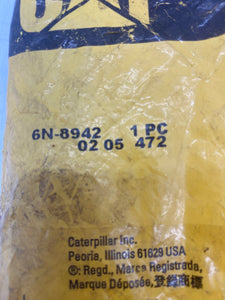 CAT
6N-8942 1 PC
02 05 472
Caterpillar Inc.
Peoria, Illinois 61629 USA
®: Regd., Marca Registrada,
Marque Déposée, 登録商標